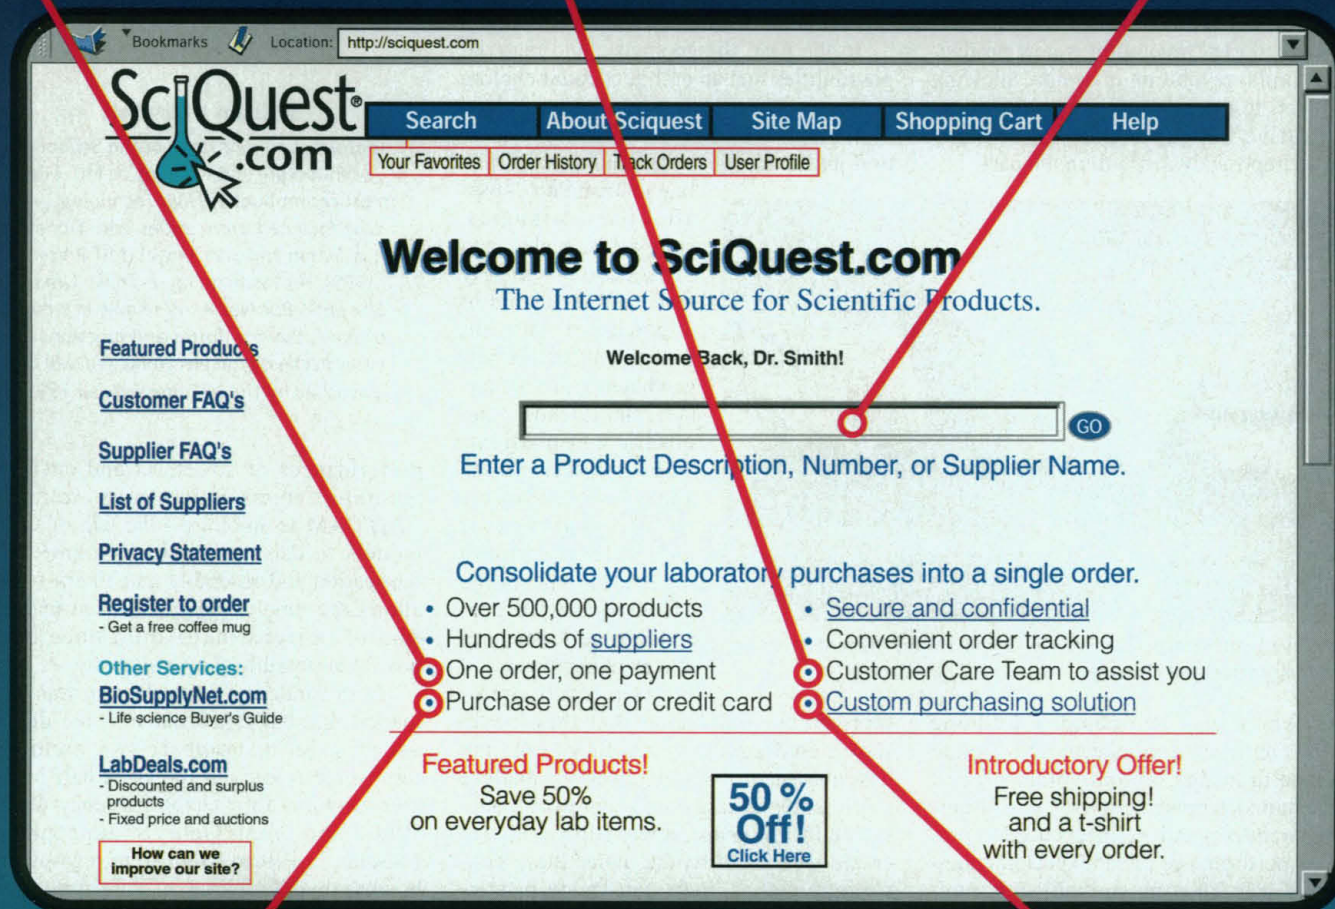 Bookmarks Location: http://sciquest.com
SciQuest®
.com
Search About Sciquest Site Map Shopping Cart Help
Your Favorites Order History Track Orders User Profile
Welcome to SciQuest.com
The Internet Source for Scientific Products.
Welcome Back, Dr. Smith!
GO
Enter a Product Description, Number, or Supplier Name.
Featured Products
Customer FAQ's
Supplier FAQ's
List of Suppliers
Privacy Statement
Register to order
- Get a free coffee mug
Other Services:
BioSupplyNet.com
- Life science Buyer's Guide
LabDeals.com
- Discounted and surplus
products
- Fixed price and auctions
How can we
improve our site?
Consolidate your laboratory purchases into a single order.
• Over 500,000 products
• Hundreds of suppliers
• One order, one payment
• Purchase order or credit card
• Secure and confidential
• Convenient order tracking
• Customer Care Team to assist you
• Custom purchasing solution
Featured Products!
Save 50%
on everyday lab items.
50%
Off!
Click Here
Introductory Offer!
Free shipping!
and a t-shirt
with every order.